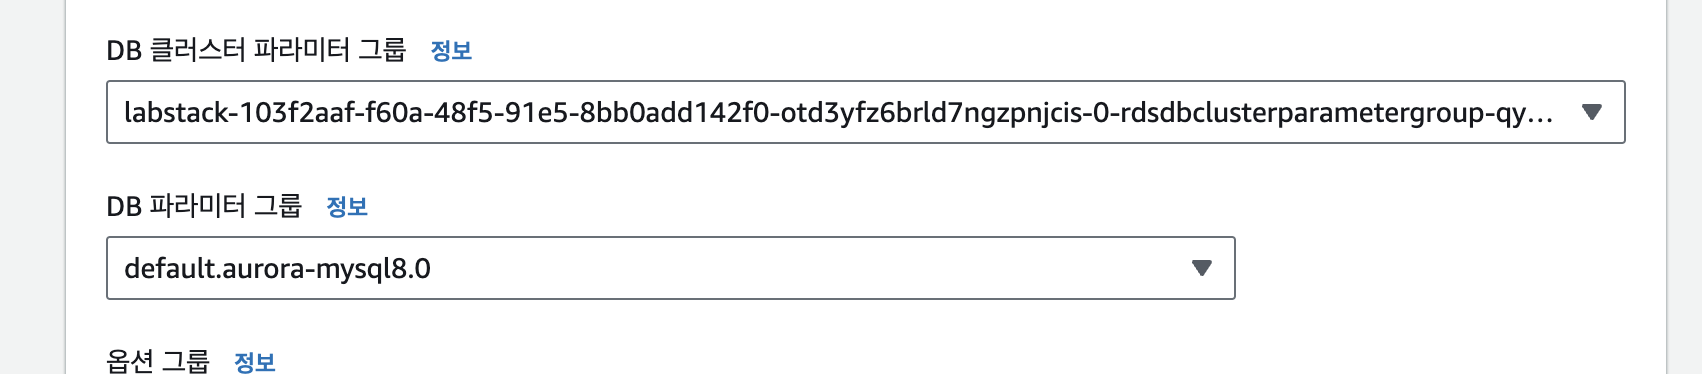 DB 클러스터 파라미터 그룹 정보
labstack-103f2aaf-f60a-48f5-91e5-8bb0add142f0-otd3yfz6brld7ngzpnjcis-0-rdsdbclusterparametergroup-qy...
DB 파라미터 그룹 정보
default.aurora-mysql8.0
옵션 그룹 정보